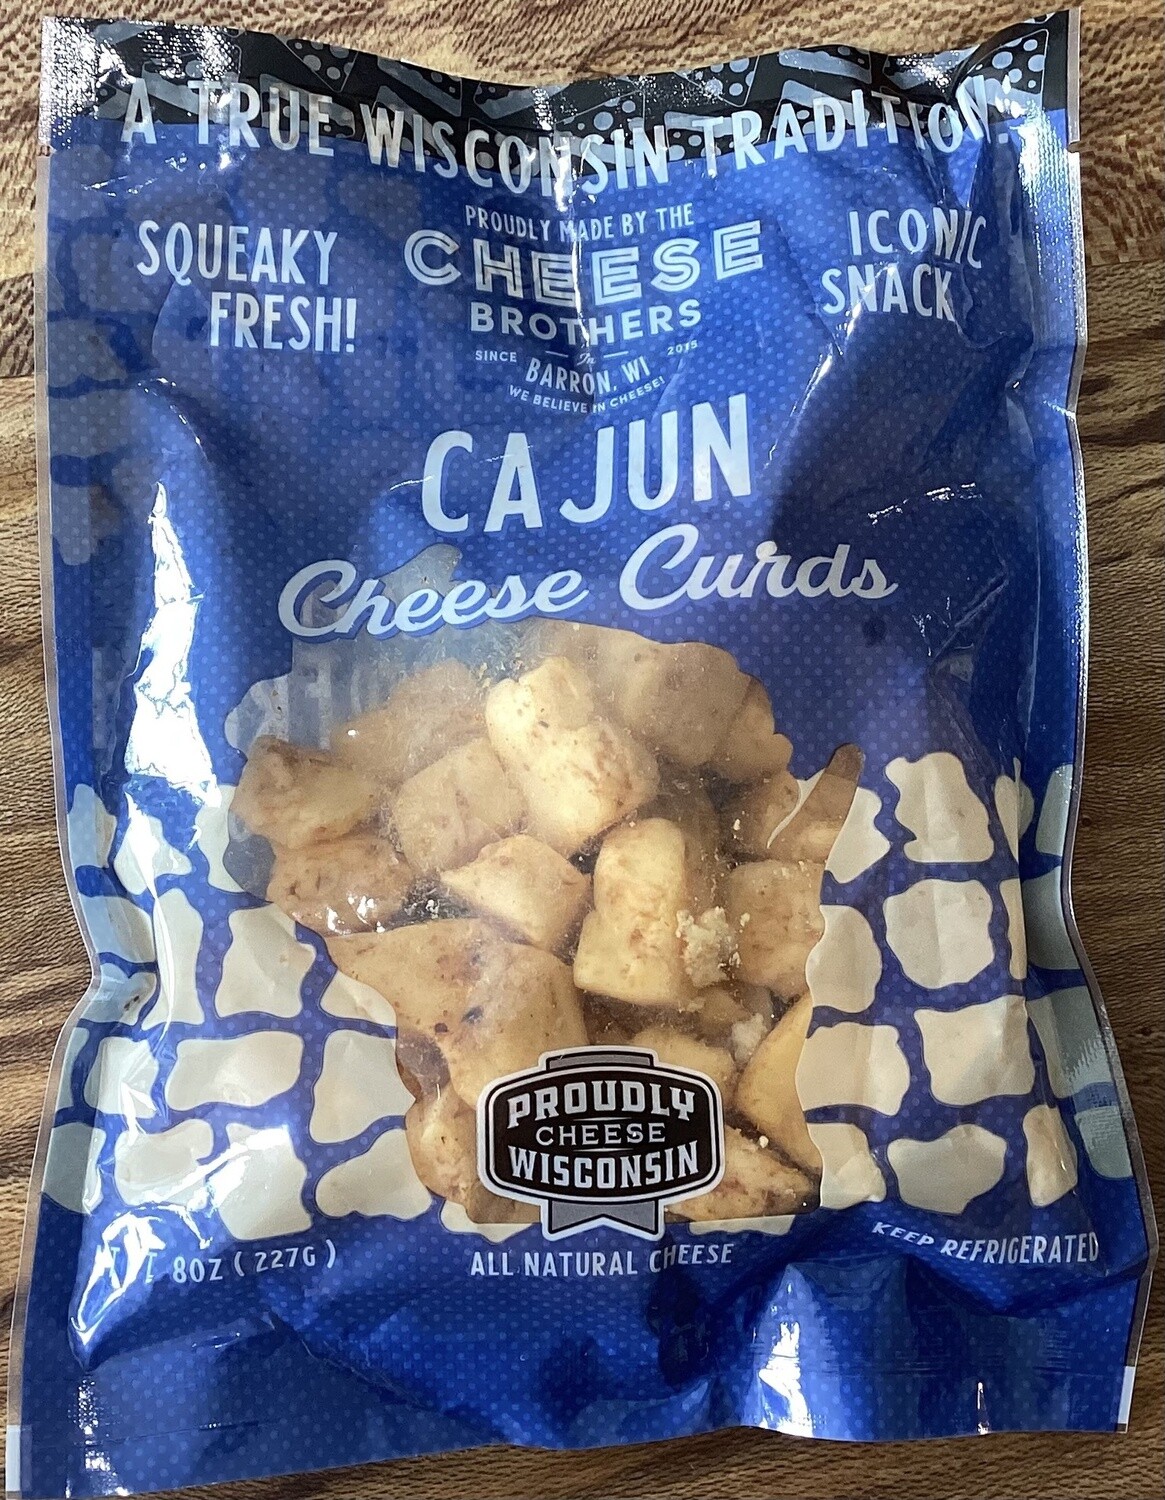 A TRUE WISCONSIN TRADITION!
SQUEAKY
FRESH!
PROUDLY MADE BY THE
CHEESE
BROTHERS
SINCE In 2015
BARRON, WI
WE BELIEVE IN CHEESE!
ICONIC
SNACK
CAJUN
Cheese Curds
PROUDLY
CHEESE
WISCONSIN
8OZ ( 227G )
ALL NATURAL CHEESE
KEEP REFRIGERATED